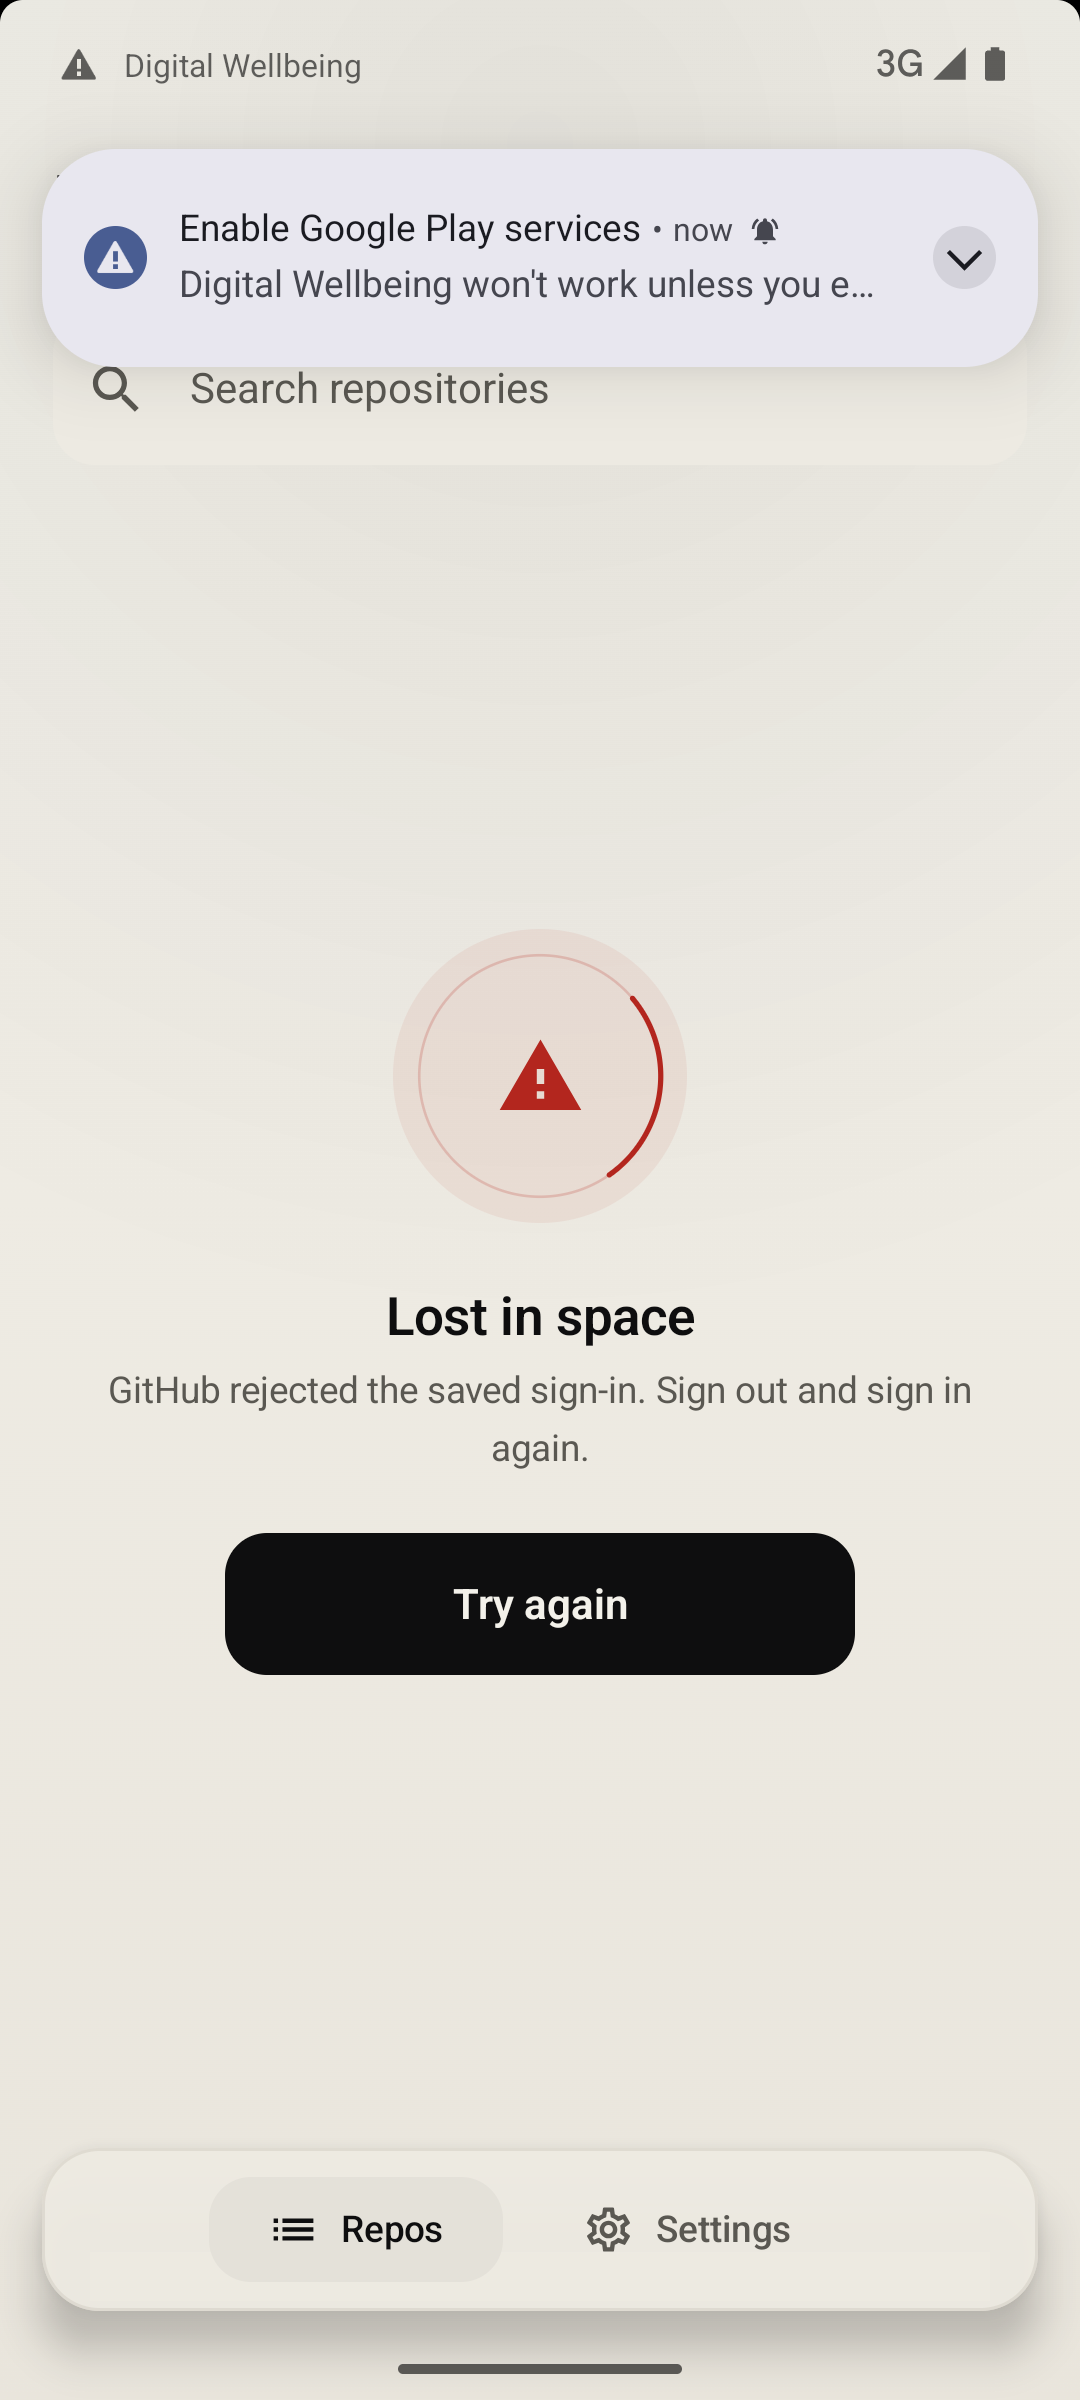 Digital Wellbeing
3G
Enable Google Play services • now
Digital Wellbeing won't work unless you e...
Search repositories
Lost in space
GitHub rejected the saved sign-in. Sign out and sign in
again.
Try again
Repos
Settings